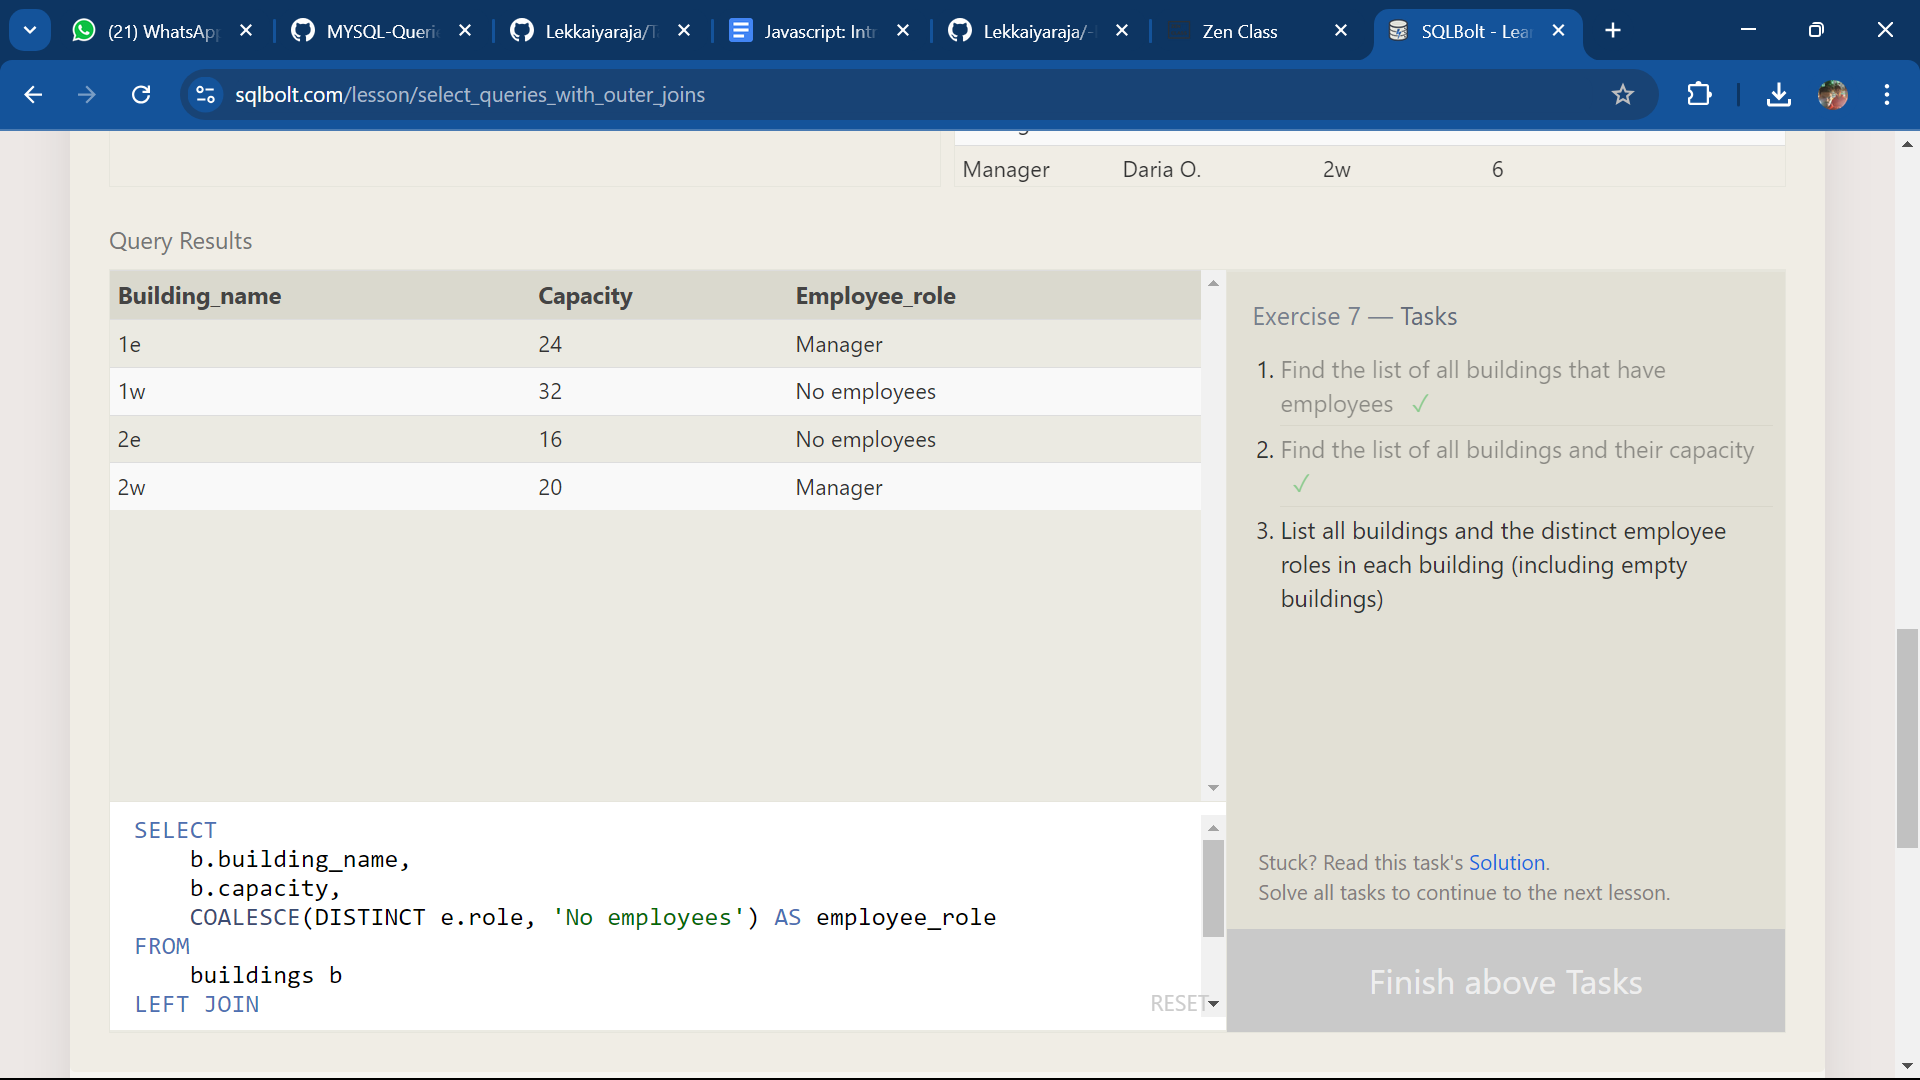 (21) WhatsAp
MYSQL-Queri
Lekkaiyaraja/T
Javascript: Intr
Lekkaiyaraja/-
Zen Class
SQLBolt - Lear
sqlbolt.com/lesson/select_queries_with_outer_joins
Manager Daria O. 2w 6
Query Results
Building_name Capacity Employee_role
1e 24 Manager
1w 32 No employees
2e 16 No employees
2w 20 Manager
Exercise 7 — Tasks
1. Find the list of all buildings that have
employees ✓
2. Find the list of all buildings and their capacity
✓
3. List all buildings and the distinct employee
roles in each building (including empty
buildings)
Stuck? Read this task's Solution.
Solve all tasks to continue to the next lesson.
Finish above Tasks
SELECT
b.building_name,
b.capacity,
COALESCE(DISTINCT e.role, 'No employees') AS employee_role
FROM
buildings b
LEFT JOIN
RESET